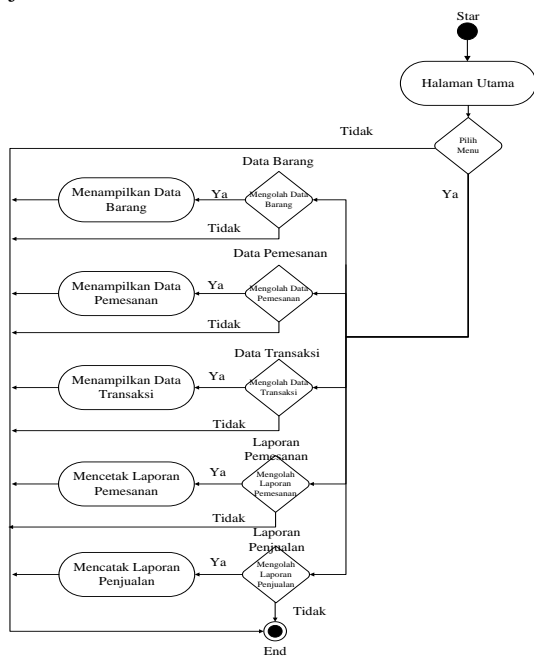 Star
Halaman Utama
Tidak
Pilih
Menu
Ya
Data Barang
Menampilkan Data
Barang
Ya
Mengolah Data
Barang
Tidak
Data Pemesanan
Menampilkan Data
Pemesanan
Ya
Mengolah Data
Pemesanan
Tidak
Data Transaksi
Menampilkan Data
Transaksi
Ya
Mengolah Data
Transaksi
Tidak
Laporan
Pemesanan
Mencetak Laporan
Pemesanan
Ya
Mengolah
Laporan
Pemesanan
Tidak
Laporan
Penjualan
Mencatak Laporan
Penjualan
Ya
Mengolah
Laporan
Penjualan
Tidak
End